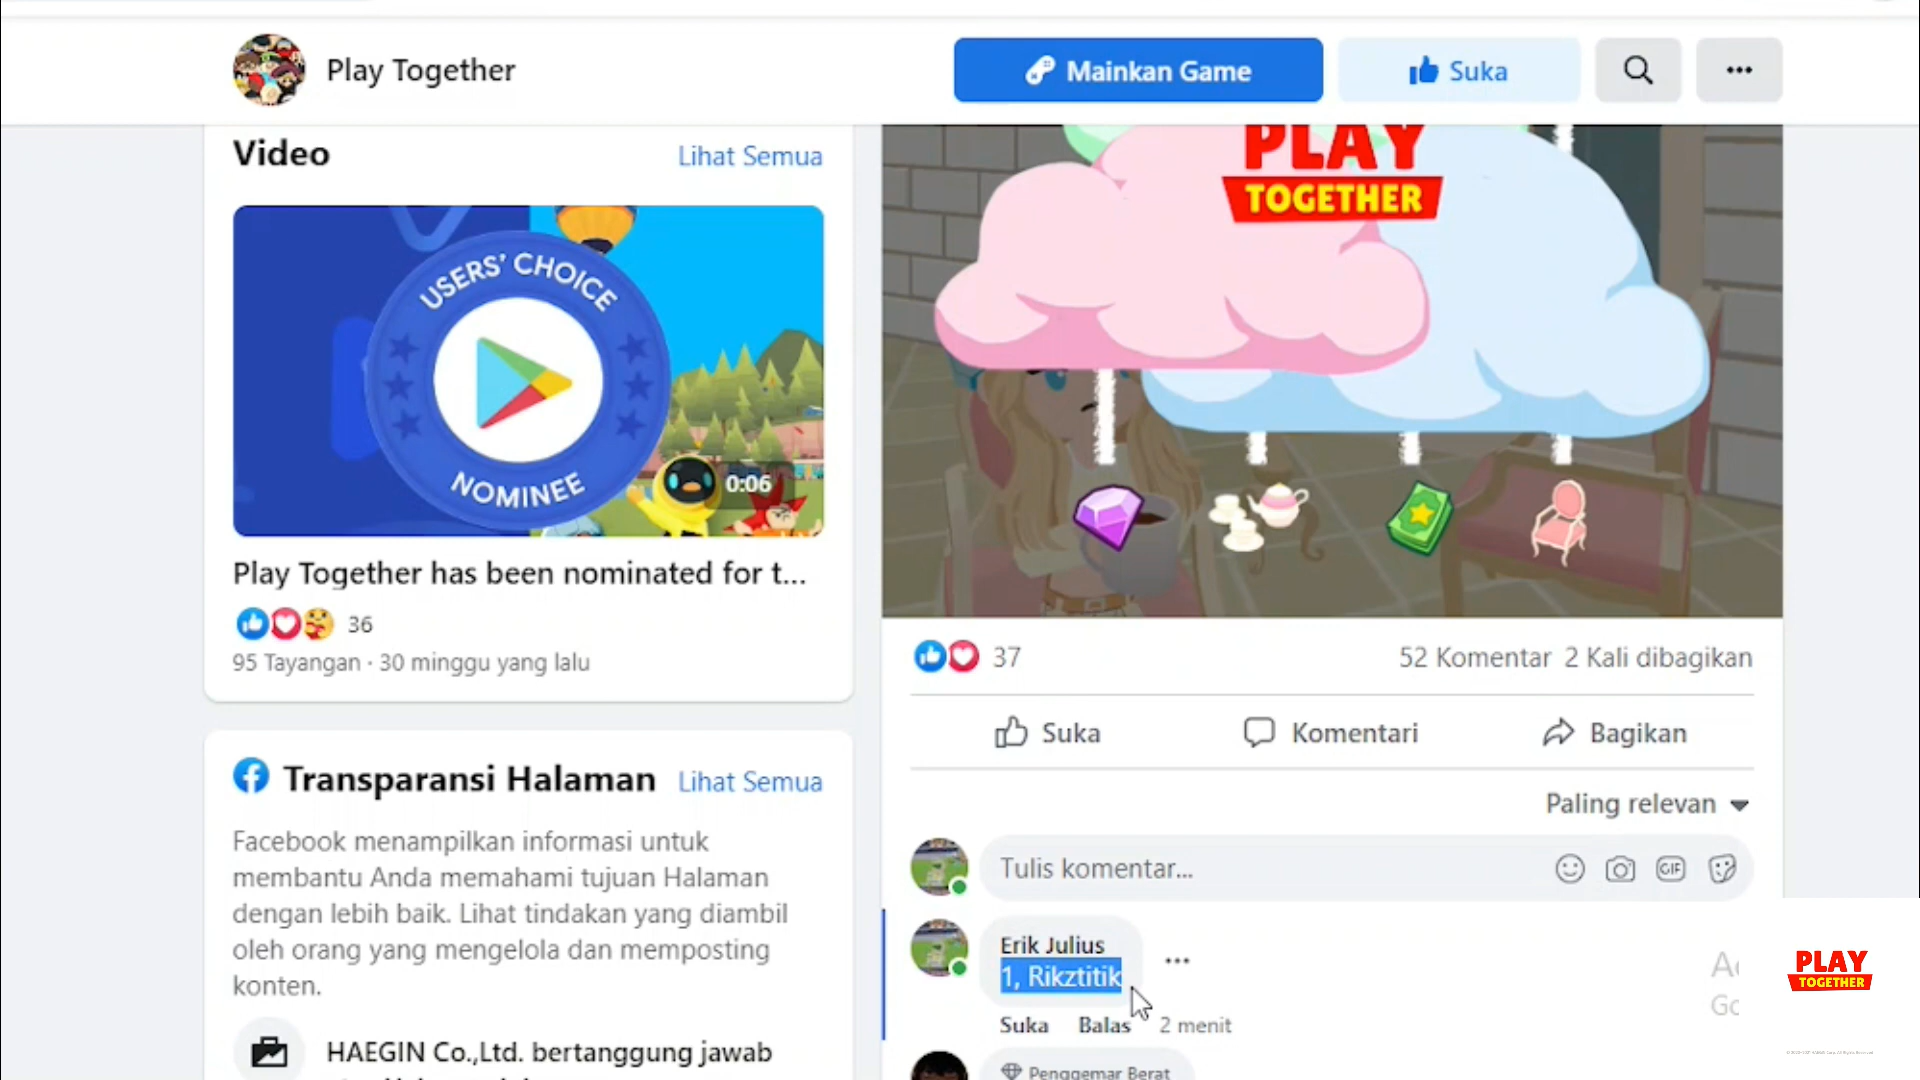 Play Together
Mainkan Game
Suka
Video
Lihat Semua
USERS' CHOICE
NOMINEE
0:06
Play Together has been nominated for t...
36
95 Tayangan · 30 minggu yang lalu
Transparansi Halaman
Lihat Semua
Facebook menampilkan informasi untuk
membantu Anda memahami tujuan Halaman
dengan lebih baik. Lihat tindakan yang diambil
oleh orang yang mengelola dan memposting
konten.
HAEGIN Co.,Ltd. bertanggung jawab
PLAY
TOGETHER
37
52 Komentar 2 Kali dibagikan
Suka
Komentari
Bagikan
Paling relevan
Tulis komentar...
GIF
Erik Julius
1, Rikztitik
Suka Balas 2 menit
Penggemar Berat
PLAY
TOGETHER